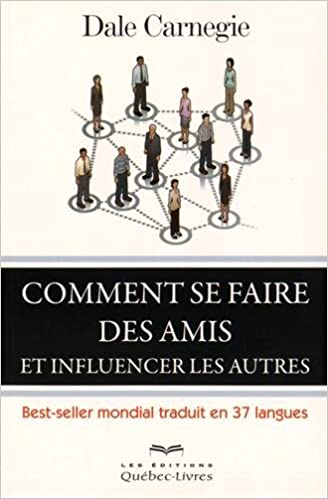 Dale Carnegie
COMMENT SE FAIRE
DES AMIS
ET INFLUENCER LES AUTRES
Best-seller mondial traduit en 37 langues
LES ÉDITIONS
Québec-Livres